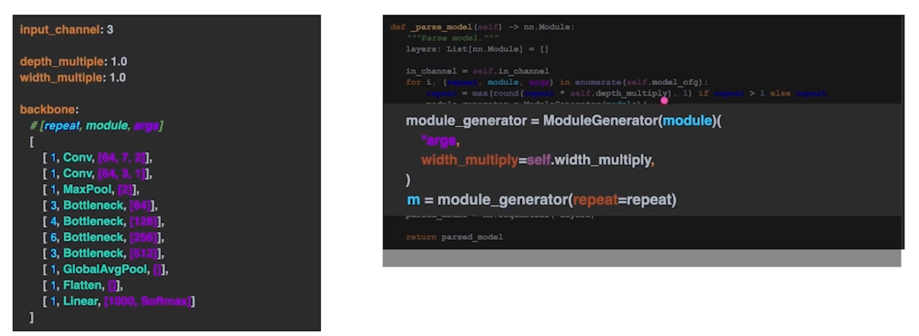 input_channel: 3
depth_multiple: 1.0
width_multiple: 1.0
backbone:
# [repeat, module, args]
[
[ 1, Conv, [64, 7, 2]],
[ 1, Conv, [64, 3, 1]],
[ 1, MaxPool, [2]],
[ 3, Bottleneck, [64]],
[ 4, Bottleneck, [128]],
[ 6, Bottleneck, [256]],
[ 3, Bottleneck, [512]],
[ 1, GlobalAvgPool, []],
[ 1, Flatten, []],
[ 1, Linear, [1000, Softmax]]
]
def _parse_model(self) -> nn.Module:
"""Parse model."""
layers: List[nn.Module] = []
in_channel = self.in_channel
for i, (repeat, module, args) in enumerate(self.model_cfg):
repeat = max(round(repeat * self.depth_multiply), 1) if repeat > 1 else repeat
module_generator = ModuleGenerator(module)(
*args,
width_multiply=self.width_multiply,
)
m = module_generator(repeat=repeat)
return parsed_model